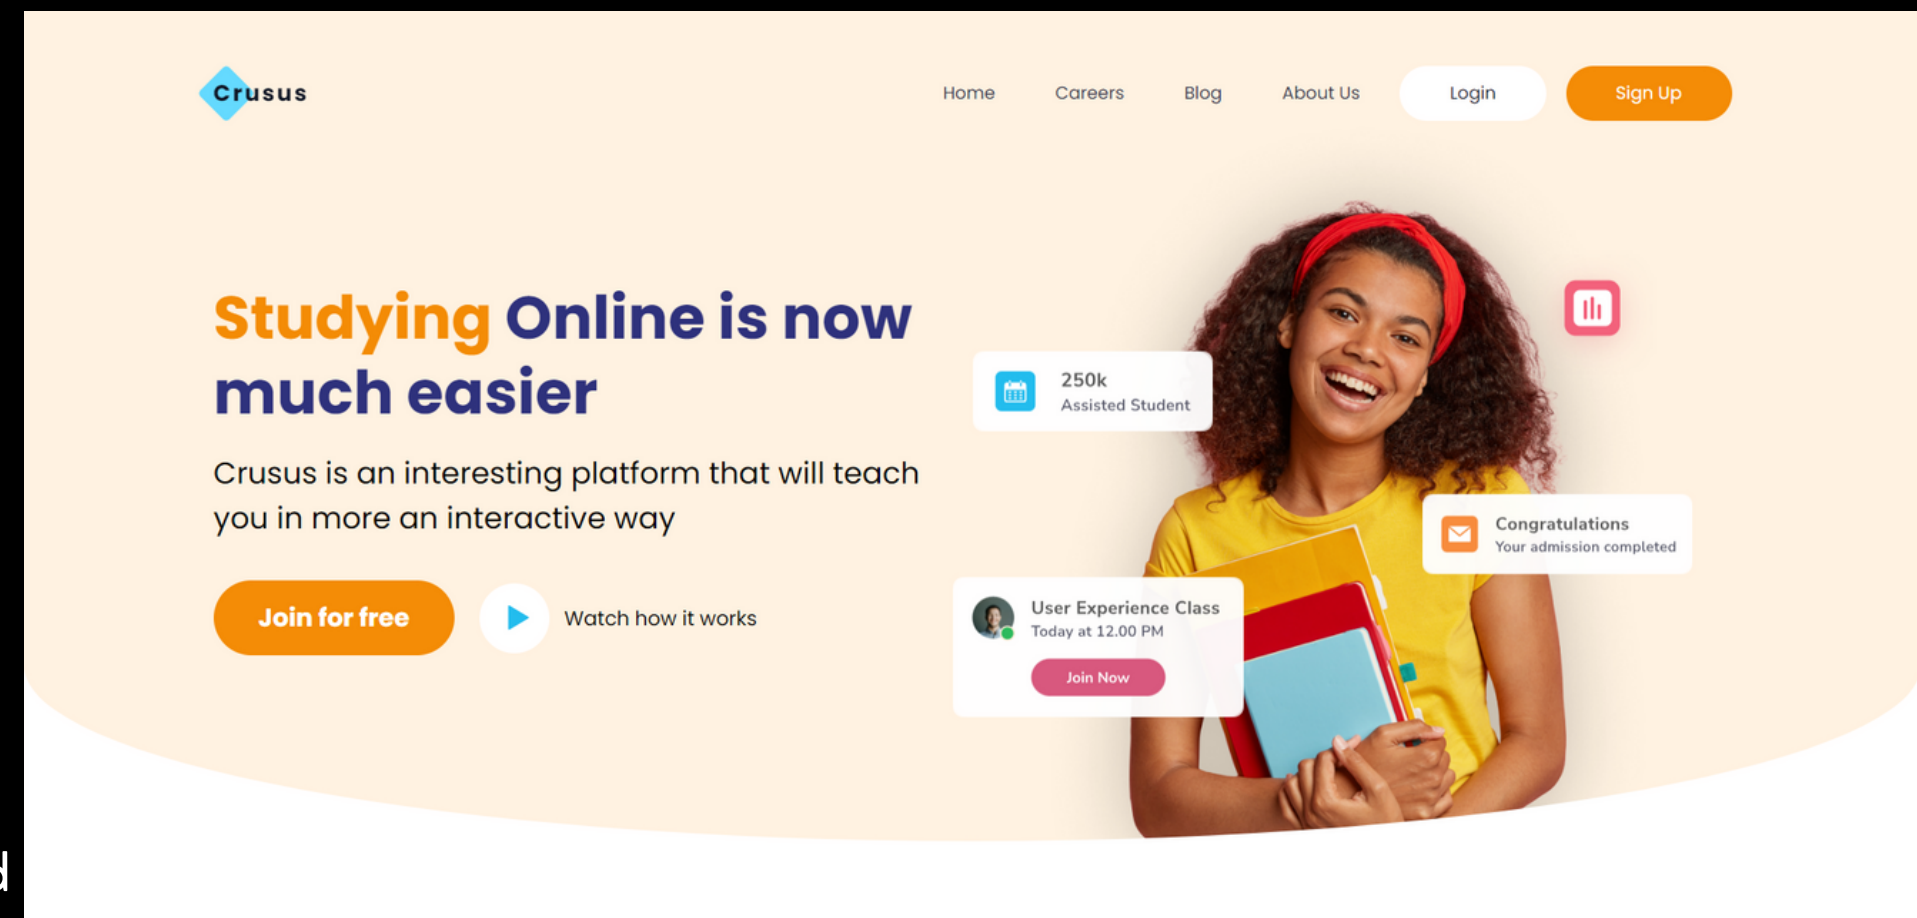 Crusus
Home Careers Blog About Us Login Sign Up
Studying Online is now
much easier
Crusus is an interesting platform that will teach
you in more an interactive way
Join for free
Watch how it works
250k
Assisted Student
Congratulations
Your admission completed
User Experience Class
Today at 12.00 PM
Join Now